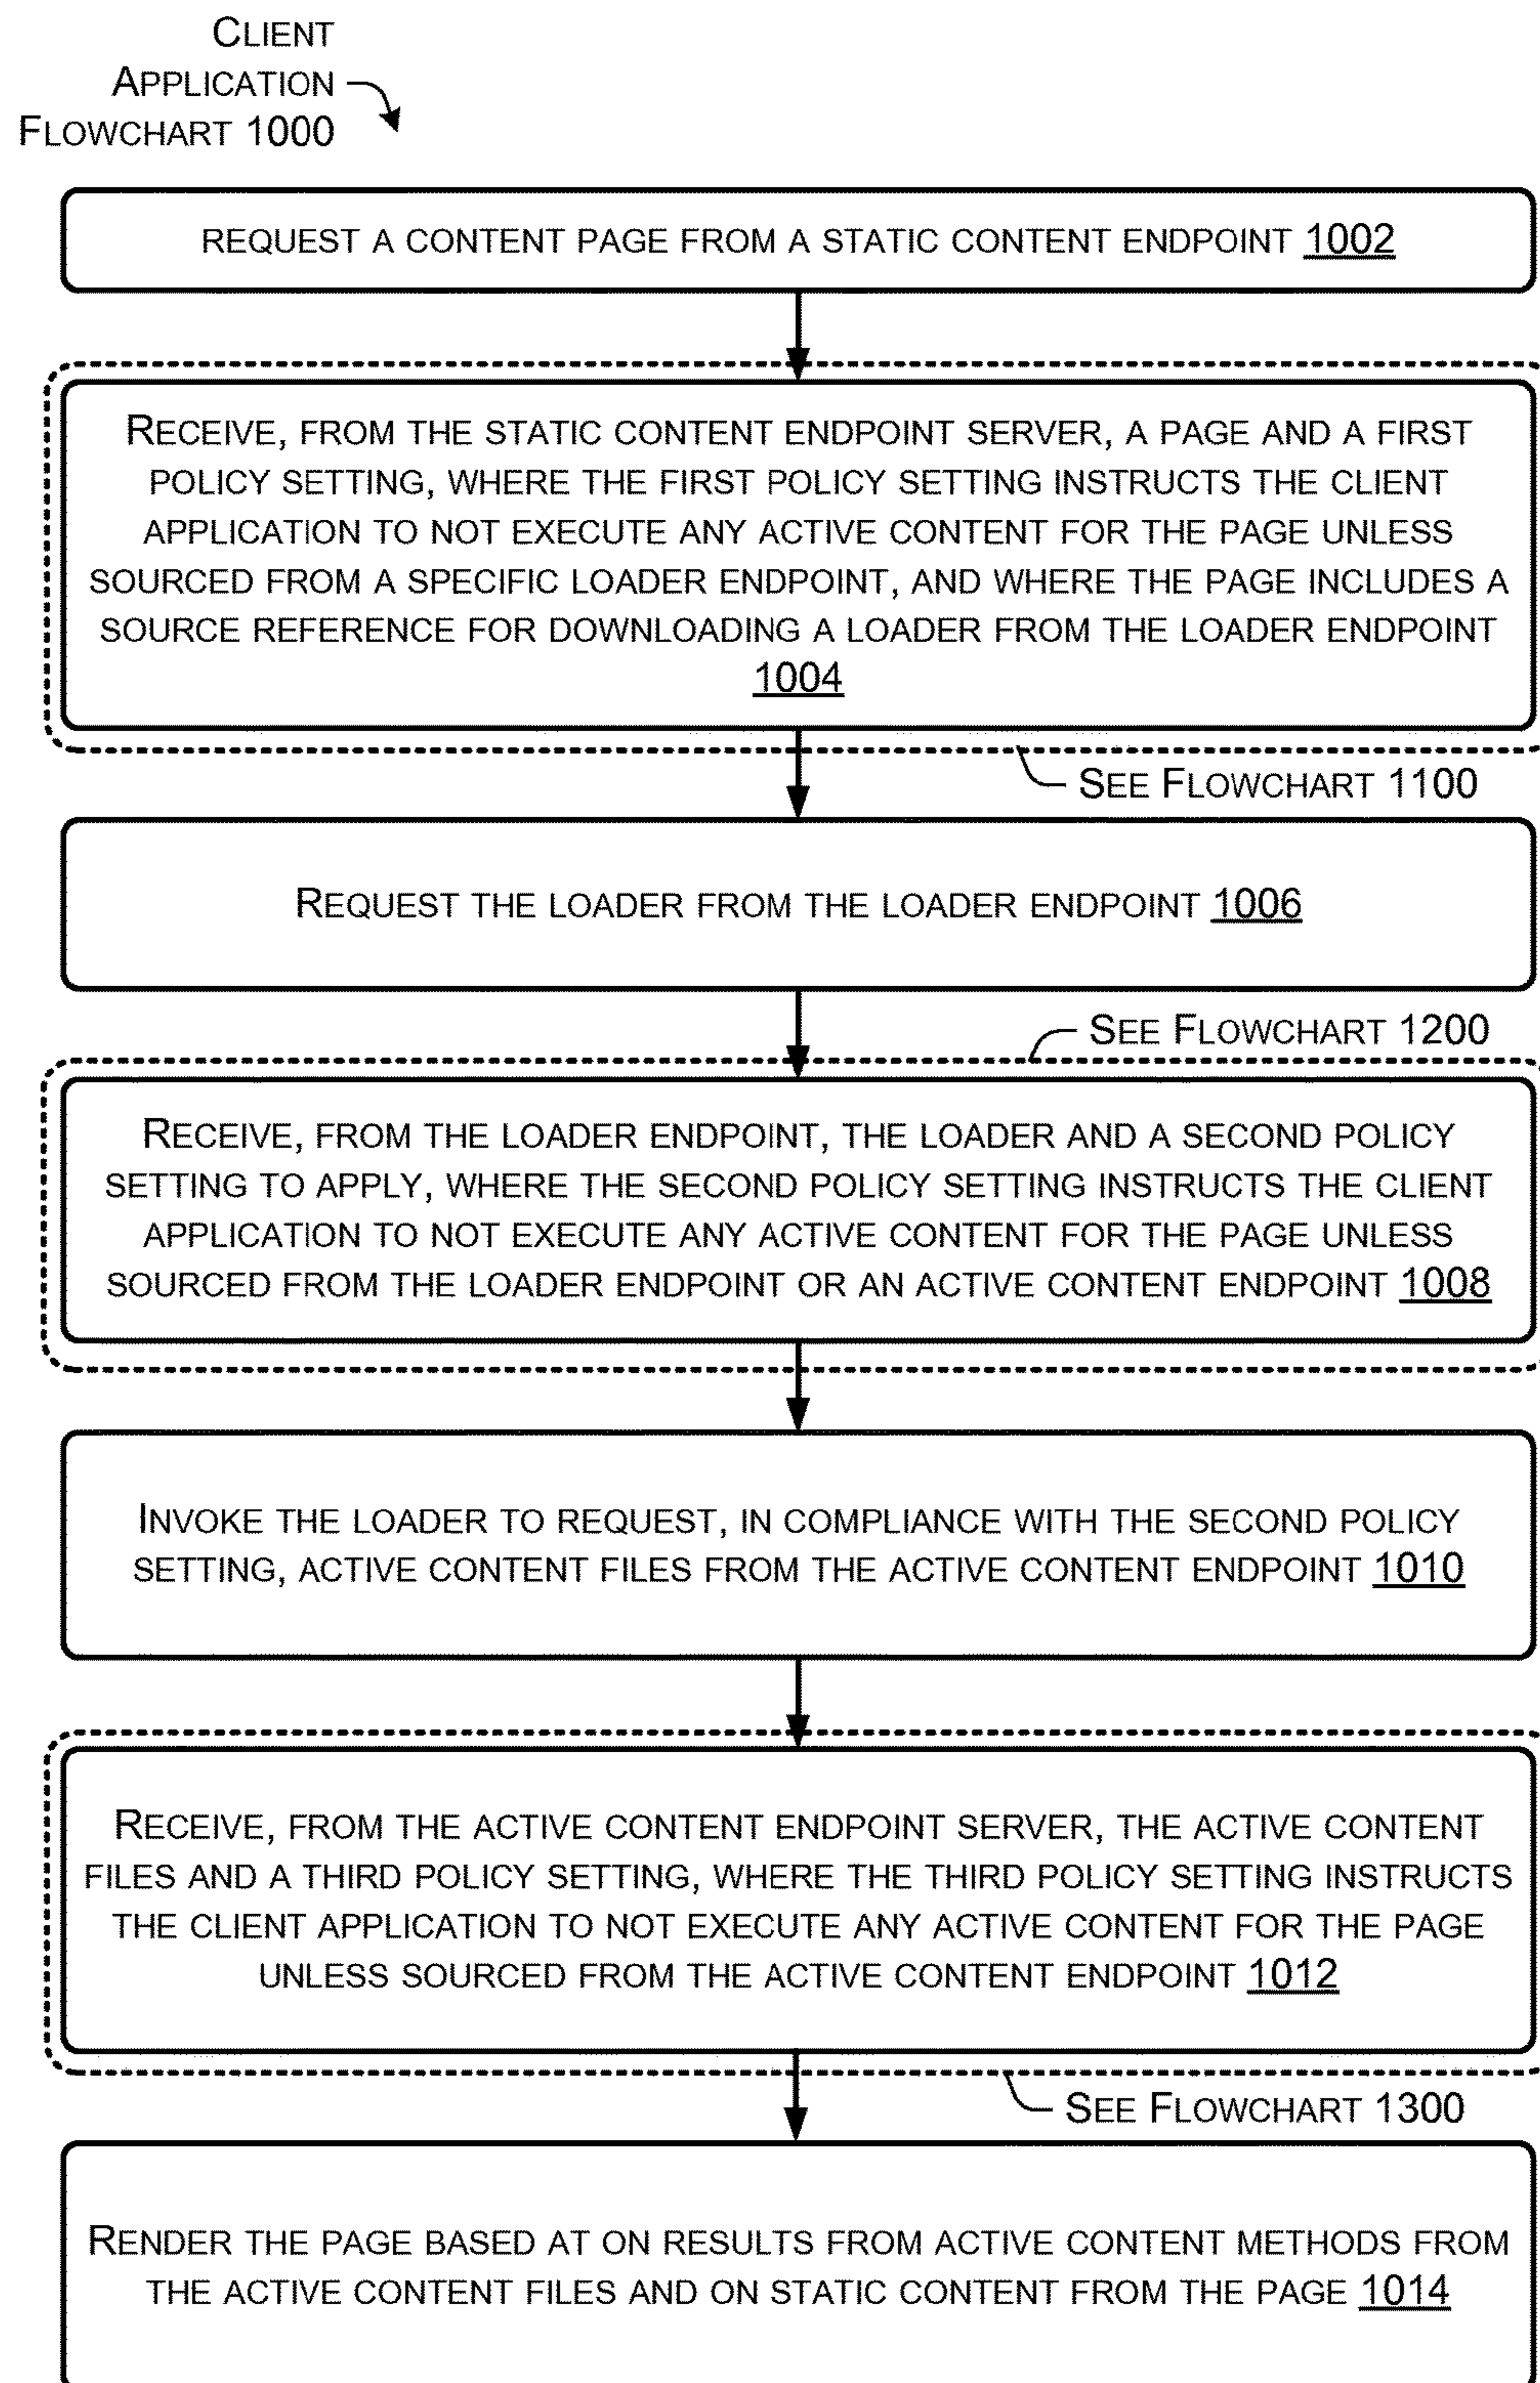 CLIENT
APPLICATION
FLOWCHART 1000
REQUEST A CONTENT PAGE FROM A STATIC CONTENT ENDPOINT 1002
RECEIVE, FROM THE STATIC CONTENT ENDPOINT SERVER, A PAGE AND A FIRST
POLICY SETTING, WHERE THE FIRST POLICY SETTING INSTRUCTS THE CLIENT
APPLICATION TO NOT EXECUTE ANY ACTIVE CONTENT FOR THE PAGE UNLESS
SOURCED FROM A SPECIFIC LOADER ENDPOINT, AND WHERE THE PAGE INCLUDES A
SOURCE REFERENCE FOR DOWNLOADING A LOADER FROM THE LOADER ENDPOINT
1004
SEE FLOWCHART 1100
REQUEST THE LOADER FROM THE LOADER ENDPOINT 1006
SEE FLOWCHART 1200
RECEIVE, FROM THE LOADER ENDPOINT, THE LOADER AND A SECOND POLICY
SETTING TO APPLY, WHERE THE SECOND POLICY SETTING INSTRUCTS THE CLIENT
APPLICATION TO NOT EXECUTE ANY ACTIVE CONTENT FOR THE PAGE UNLESS
SOURCED FROM THE LOADER ENDPOINT OR AN ACTIVE CONTENT ENDPOINT 1008
INVOKE THE LOADER TO REQUEST, IN COMPLIANCE WITH THE SECOND POLICY
SETTING, ACTIVE CONTENT FILES FROM THE ACTIVE CONTENT ENDPOINT 1010
RECEIVE, FROM THE ACTIVE CONTENT ENDPOINT SERVER, THE ACTIVE CONTENT
FILES AND A THIRD POLICY SETTING, WHERE THE THIRD POLICY SETTING INSTRUCTS
THE CLIENT APPLICATION TO NOT EXECUTE ANY ACTIVE CONTENT FOR THE PAGE
UNLESS SOURCED FROM THE ACTIVE CONTENT ENDPOINT 1012
SEE FLOWCHART 1300
RENDER THE PAGE BASED AT ON RESULTS FROM ACTIVE CONTENT METHODS FROM
THE ACTIVE CONTENT FILES AND ON STATIC CONTENT FROM THE PAGE 1014